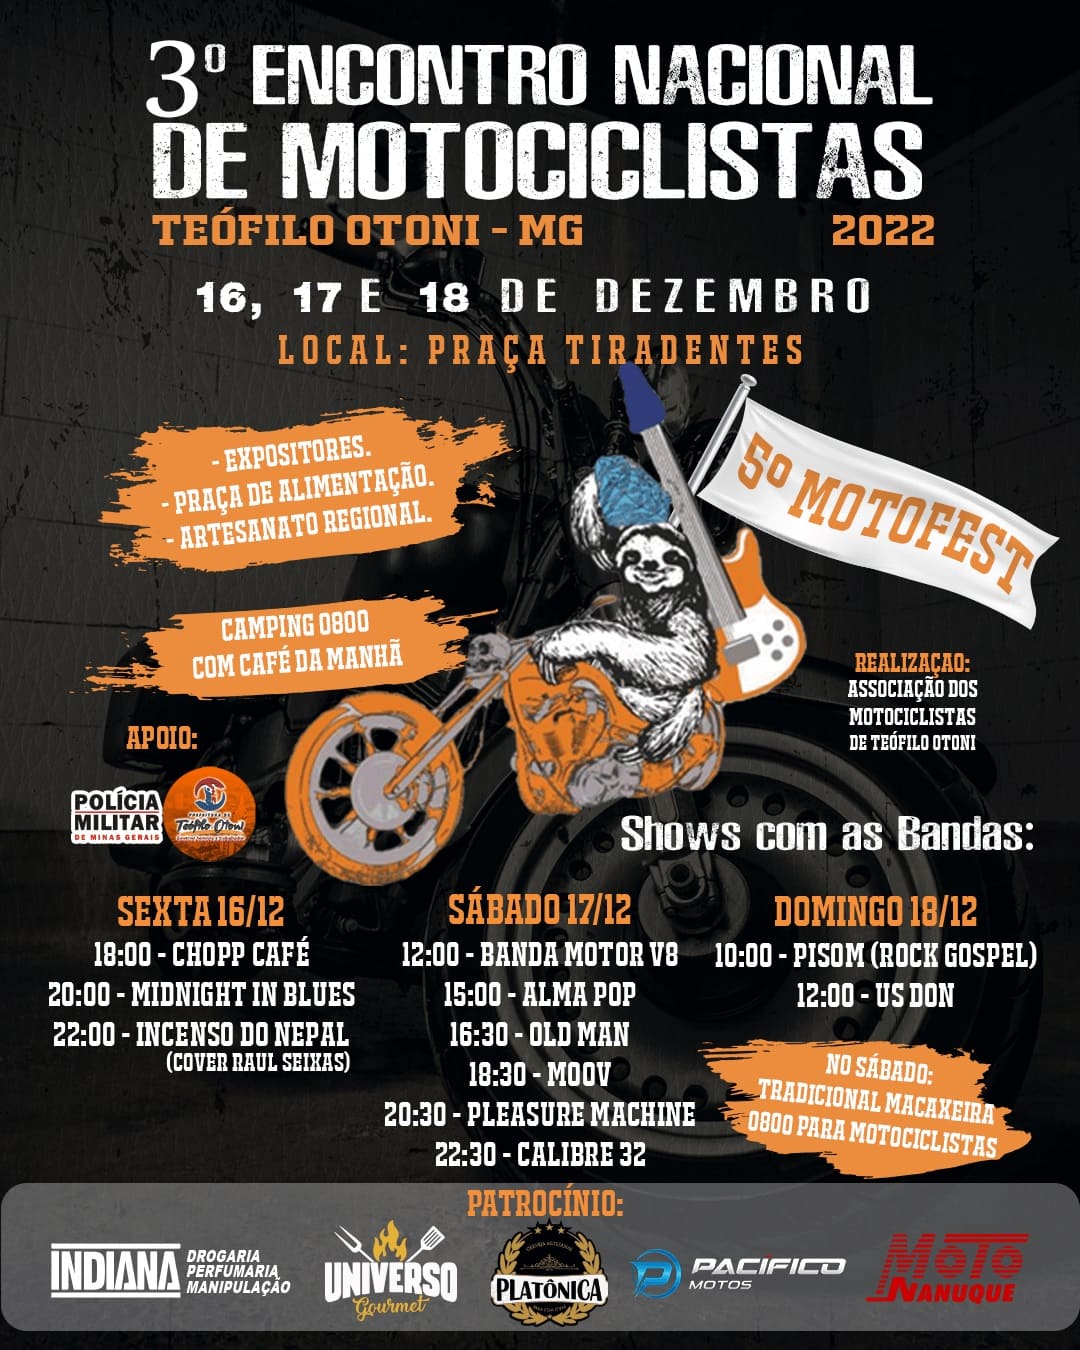 3º ENCONTRO NACIONAL
DE MOTOCICLISTAS
TEÓFILO OTONI - MG 2022
16, 17 E 18 DE DEZEMBRO
LOCAL: PRAÇA TIRADENTES
5º MOTOFEST
- EXPOSITORES.
- PRAÇA DE ALIMENTAÇÃO.
- ARTESANATO REGIONAL.
CAMPING 0800
COM CAFÉ DA MANHÃ
REALIZAÇAO:
ASSOCIAÇÃO DOS
MOTOCICLISTAS
DE TEÓFILO OTONI
APOIO:
POLÍCIA
MILITAR
DE MINAS GERAIS
PREFEITURA DE
Teófilo Otoni
Shows com as Bandas:
SEXTA 16/12
18:00 - CHOPP CAFÉ
20:00 - MIDNIGHT IN BLUES
22:00 - INCENSO DO NEPAL
(COVER RAUL SEIXAS)
SÁBADO 17/12
12:00 - BANDA MOTOR V8
15:00 - ALMA POP
16:30 - OLD MAN
18:30 - MOOV
20:30 - PLEASURE MACHINE
22:30 - CALIBRE 32
DOMINGO 18/12
10:00 - PISOM (ROCK GOSPEL)
12:00 - US DON
NO SÁBADO:
TRADICIONAL MACAXEIRA
0800 PARA MOTOCICLISTAS
PATROCÍNIO:
INDIANA
DROGARIA
PERFUMARIA
MANIPULAÇÃO
UNIVERSO
Gourmet
CERVEJA ARTESANAL
PLATÔNICA
PACÍFICO
MOTOS
MOTO
NANUQUE